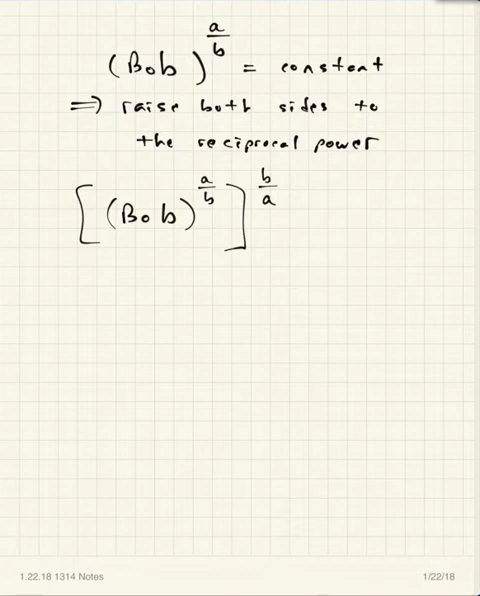 (Bob)^(a/b) = constant
⇒ raise both sides to
the reciprocal power
[(Bob)^(a/b)]^(b/a)
1.22.18 1314 Notes 1/22/18